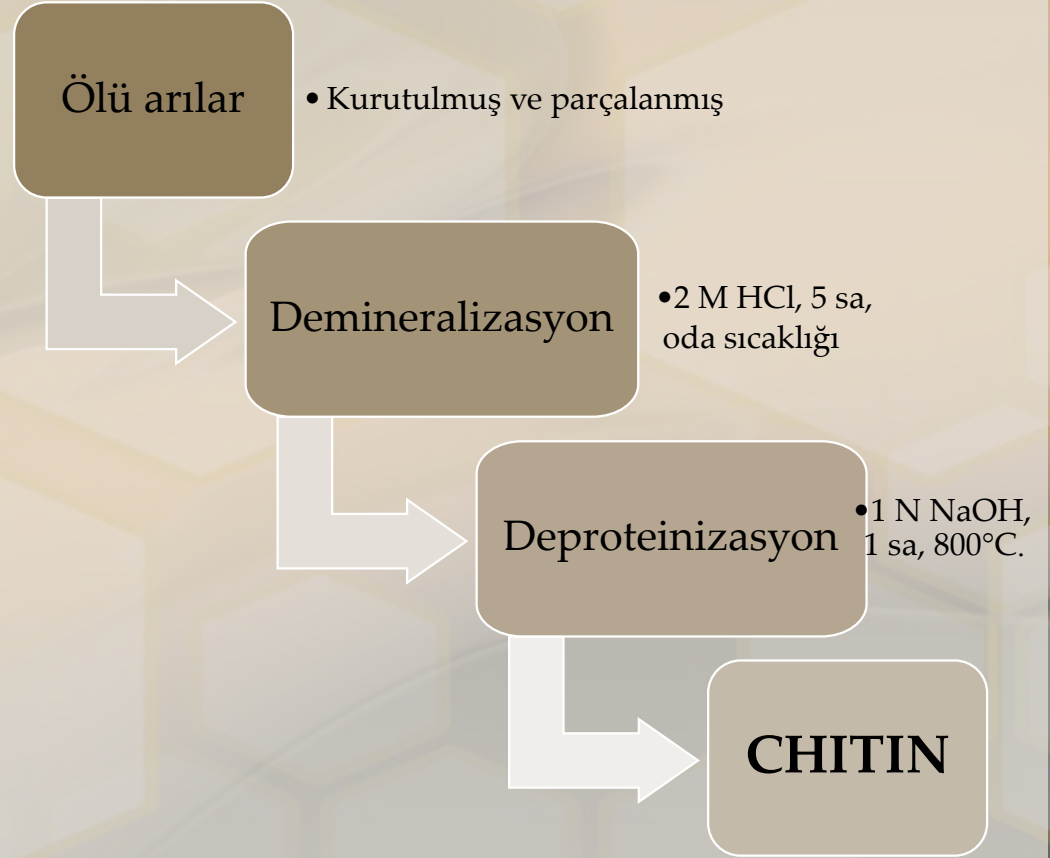 Ölü arılar
• Kurutulmuş ve parçalanmış
Demineralizasyon
•2 M HCl, 5 sa,
oda sıcaklığı
Deproteinizasyon
•1 N NaOH,
1 sa, 800°C.
CHITIN